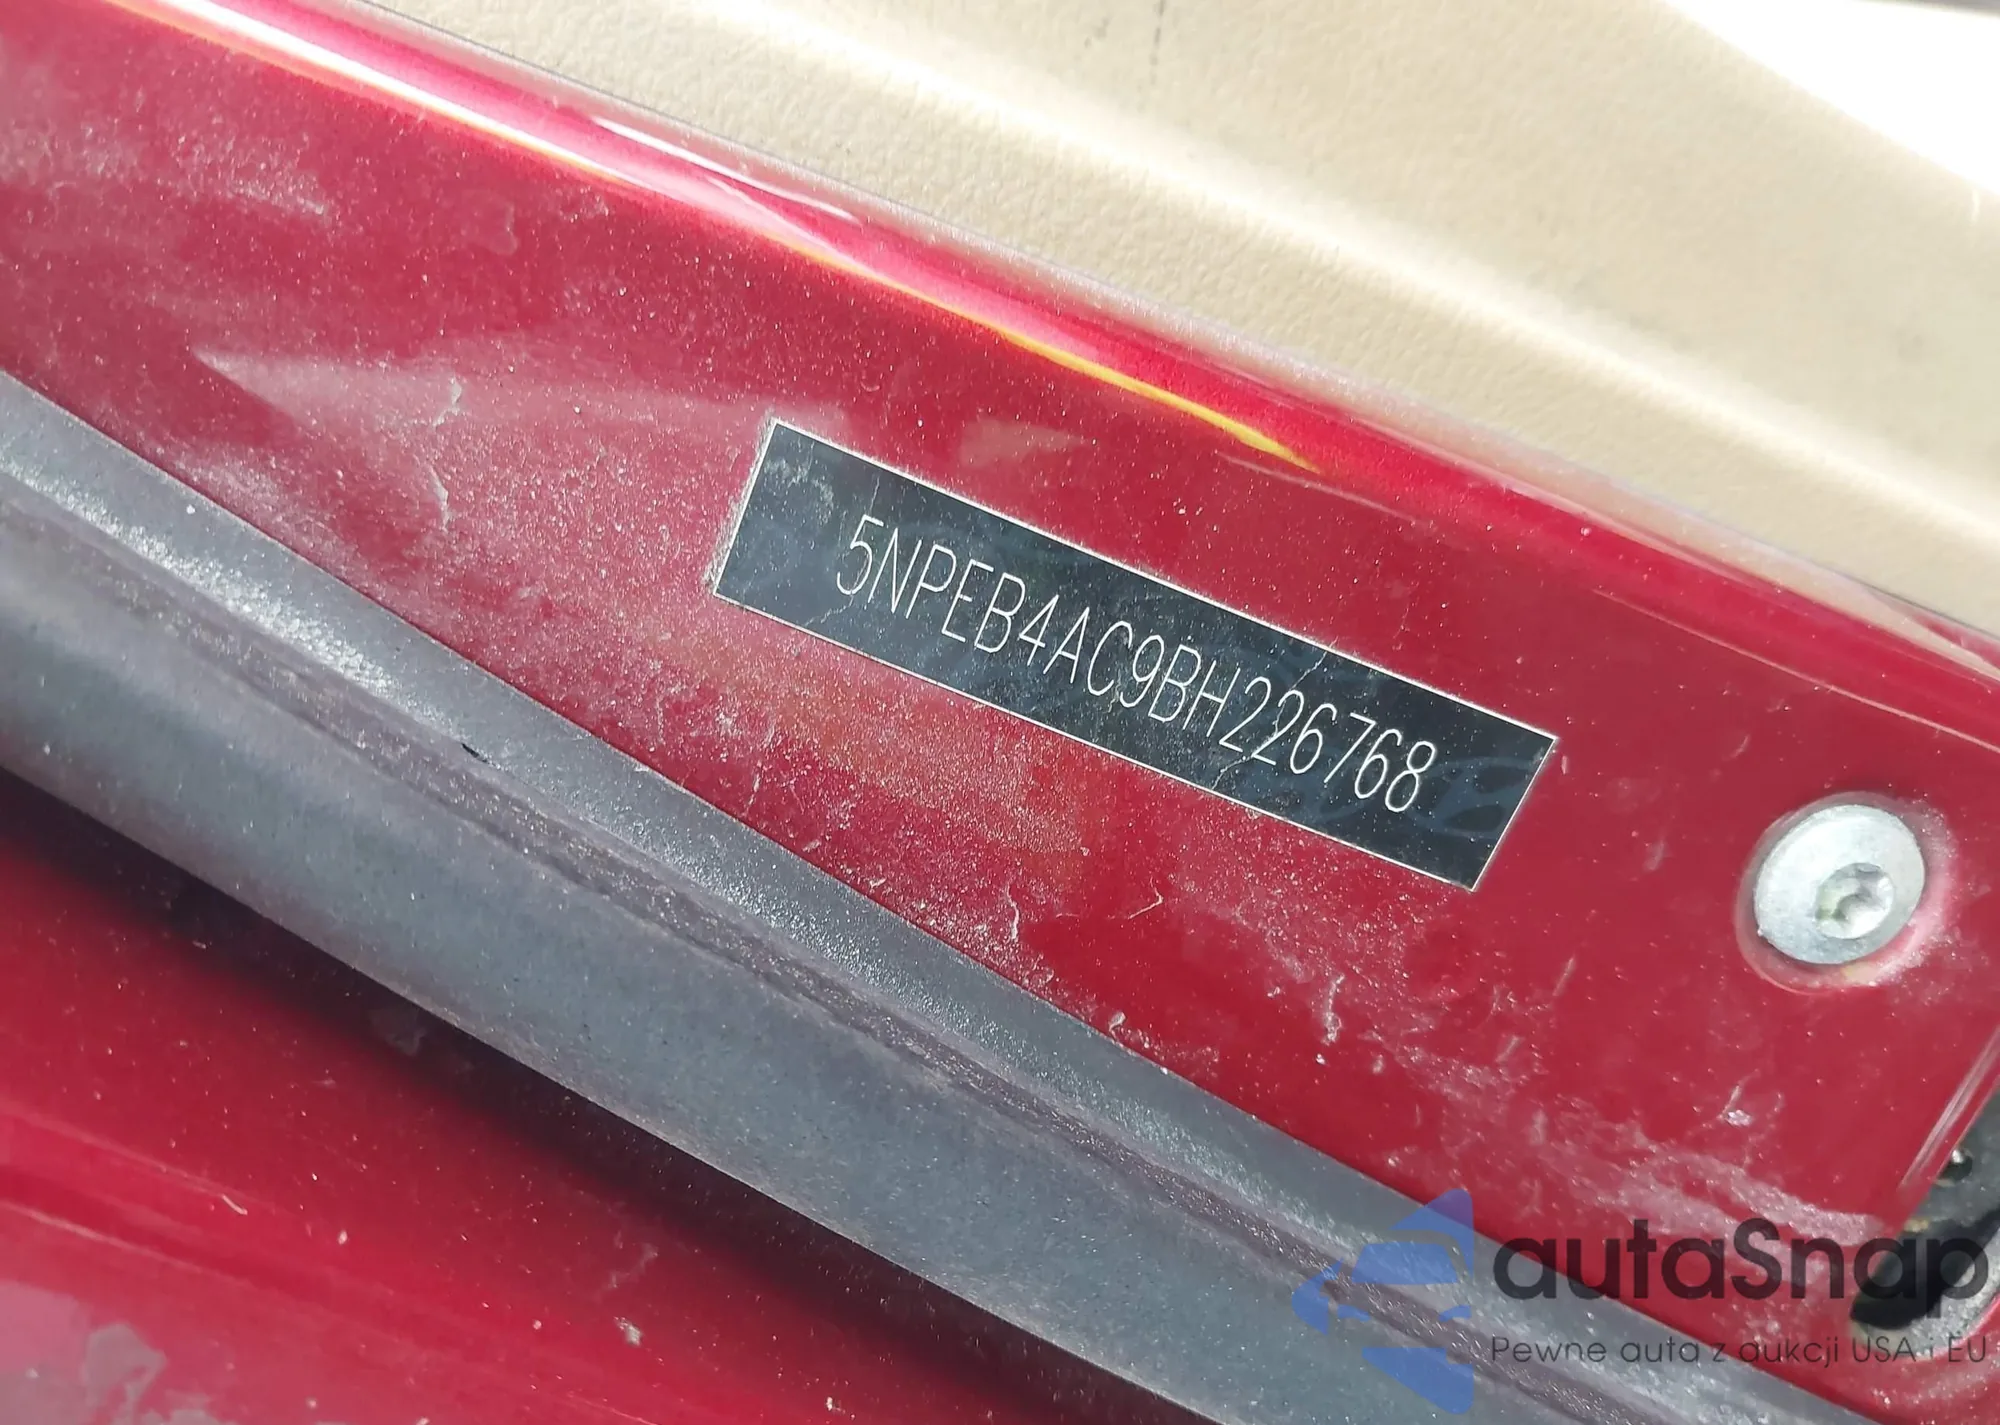 5NPEB4AC9BH226768
autaSnap
Pewne auta z aukcji USA i EU